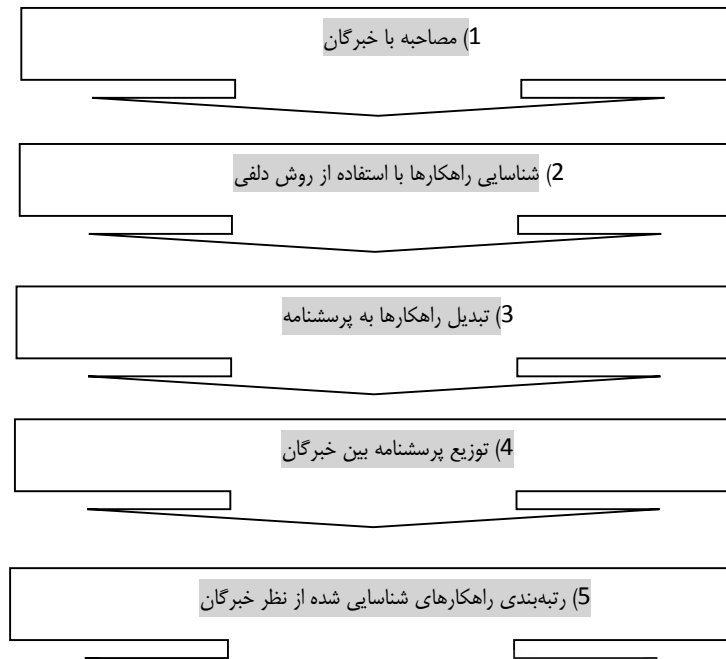 1) مصاحبه با خبرگان
2) شناسایی راهکارها با استفاده از روش دلفی
3) تبدیل راهکارها به پرسشنامه
4) توزیع پرسشنامه بین خبرگان
5) رتبه‌بندی راهکارهای شناسایی شده از نظر خبرگان